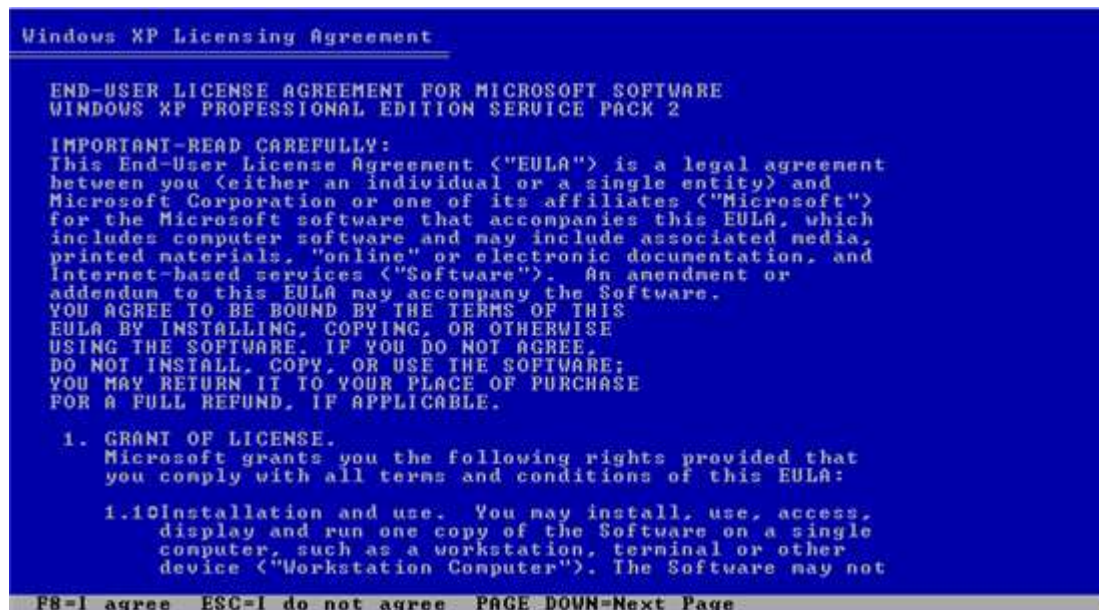 Windows XP Licensing Agreement
END-USER LICENSE AGREEMENT FOR MICROSOFT SOFTWARE
WINDOWS XP PROFESSIONAL EDITION SERVICE PACK 2
IMPORTANT-READ CAREFULLY:
This End-User License Agreement ("EULA") is a legal agreement
between you (either an individual or a single entity) and
Microsoft Corporation or one of its affiliates ("Microsoft")
for the Microsoft software that accompanies this EULA, which
includes computer software and may include associated media,
printed materials, "online" or electronic documentation, and
Internet-based services ("Software").  An amendment or
addendum to this EULA may accompany the Software.
YOU AGREE TO BE BOUND BY THE TERMS OF THIS
EULA BY INSTALLING, COPYING, OR OTHERWISE
USING THE SOFTWARE. IF YOU DO NOT AGREE,
DO NOT INSTALL, COPY, OR USE THE SOFTWARE;
YOU MAY RETURN IT TO YOUR PLACE OF PURCHASE
FOR A FULL REFUND, IF APPLICABLE.
1. GRANT OF LICENSE.
Microsoft grants you the following rights provided that
you comply with all terms and conditions of this EULA:
1.1◘Installation and use.  You may install, use, access,
display and run one copy of the Software on a single
computer, such as a workstation, terminal or other
device ("Workstation Computer"). The Software may not
F8=I agree  ESC=I do not agree  PAGE DOWN=Next Page